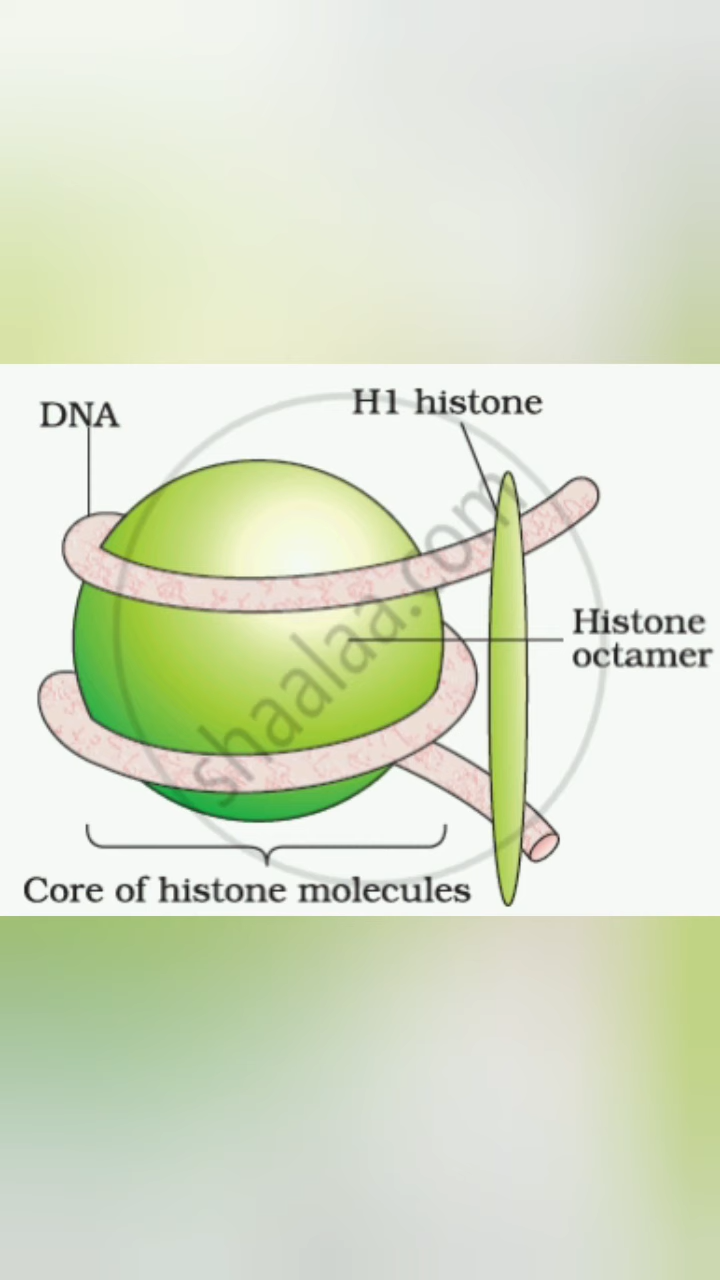 DNA
H1 histone
Histone
octamer
Core of histone molecules
shaalaa.com